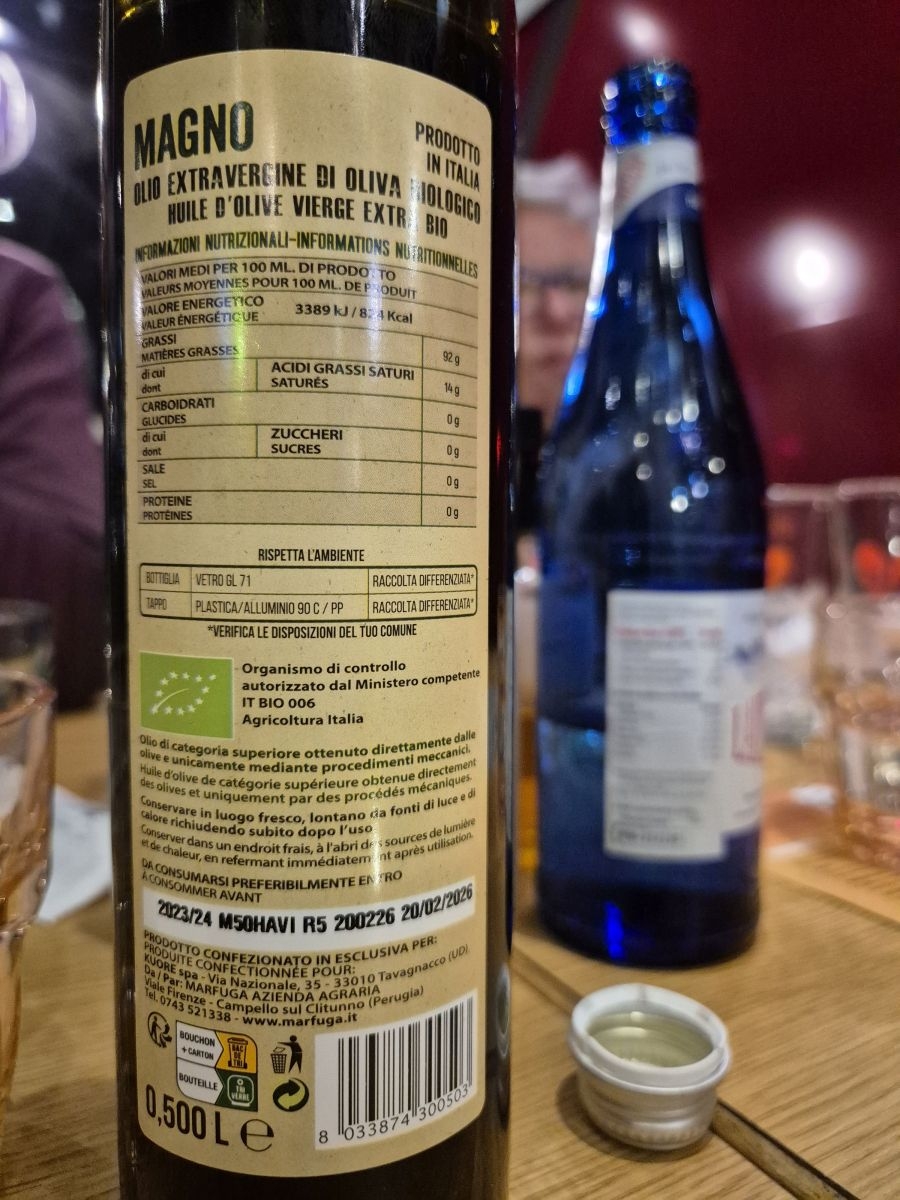 MAGNO
PRODOTTO
IN ITALIA
OLIO EXTRAVERGINE DI OLIVA BIOLOGICO
HUILE D'OLIVE VIERGE EXTRA BIO
INFORMAZIONI NUTRIZIONALI-INFORMATIONS NUTRITIONNELLES
VALORI MEDI PER 100 ML. DI PRODOTTO
VALEURS MOYENNES POUR 100 ML. DE PRODUIT
VALORE ENERGETICO
VALEUR ÉNERGÉTIQUE
3389 kJ / 824 Kcal
GRASSI
MATIÈRES GRASSES
92 g
di cui
dont
ACIDI GRASSI SATURI
SATURÉS
14 g
CARBOIDRATI
GLUCIDES
0 g
di cui
dont
ZUCCHERI
SUCRES
0 g
SALE
SEL
0 g
PROTEINE
PROTÉINES
0 g
RISPETTA L'AMBIENTE
BOTTIGLIA VETRO GL 71 RACCOLTA DIFFERENZIATA*
TAPPO PLASTICA/ALLUMINIO 90 C / PP RACCOLTA DIFFERENZIATA*
*VERIFICA LE DISPOSIZIONI DEL TUO COMUNE
Organismo di controllo
autorizzato dal Ministero competente
IT BIO 006
Agricoltura Italia
Olio di categoria superiore ottenuto direttamente dalle
olive e unicamente mediante procedimenti meccanici.
Huile d'olive de catégorie supérieure obtenue directement
des olives et uniquement par des procédés mécaniques.
Conservare in luogo fresco, lontano da fonti di luce e di
calore richiudendo subito dopo l'uso
Conserver dans un endroit frais, à l'abri des sources de lumière
et de chaleur, en refermant immédiatement après utilisation.
DA CONSUMARSI PREFERIBILMENTE ENTRO
À CONSOMMER AVANT
2023/24 M50HAVI R5 200226 20/02/2026
PRODOTTO CONFEZIONATO IN ESCLUSIVA PER:
PRODUITE CONFECTIONNÉE POUR:
KUORE spa - Via Nazionale, 35 - 33010 Tavagnacco (UD)
Da / Par: MARFUGA AZIENDA AGRARIA
Viale Firenze - Campello sul Clitunno (Perugia)
Tel. 0743 521338 - www.marfuga.it
BOUCHON
+ CARTON
BAC
DE
TRI
BOUTEILLE
TRI
VERRE
0,500 L e
8 033874 300503